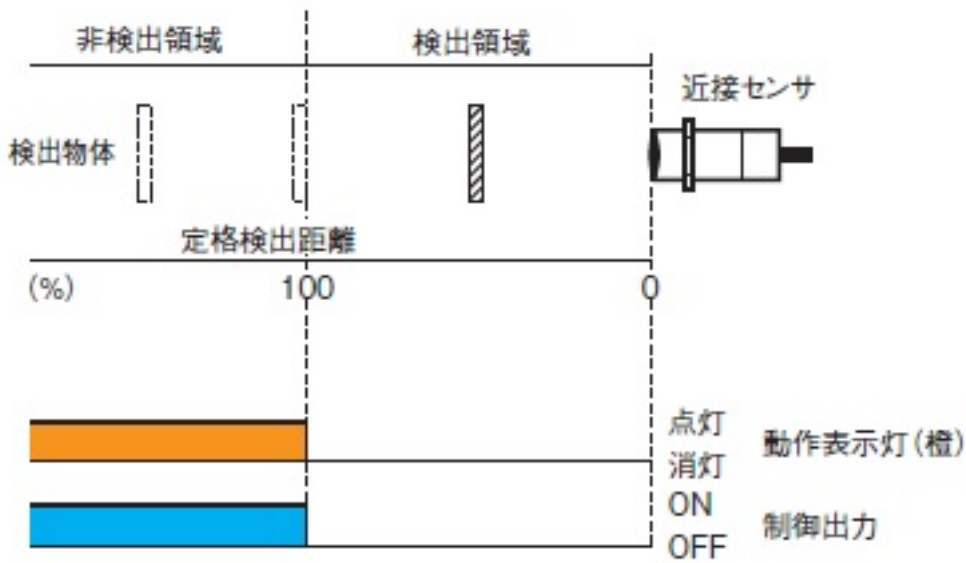 非検出領域
検出領域
近接センサ
検出物体
定格検出距離
(%)
100
0
点灯
消灯
動作表示灯(橙)
ON
OFF
制御出力